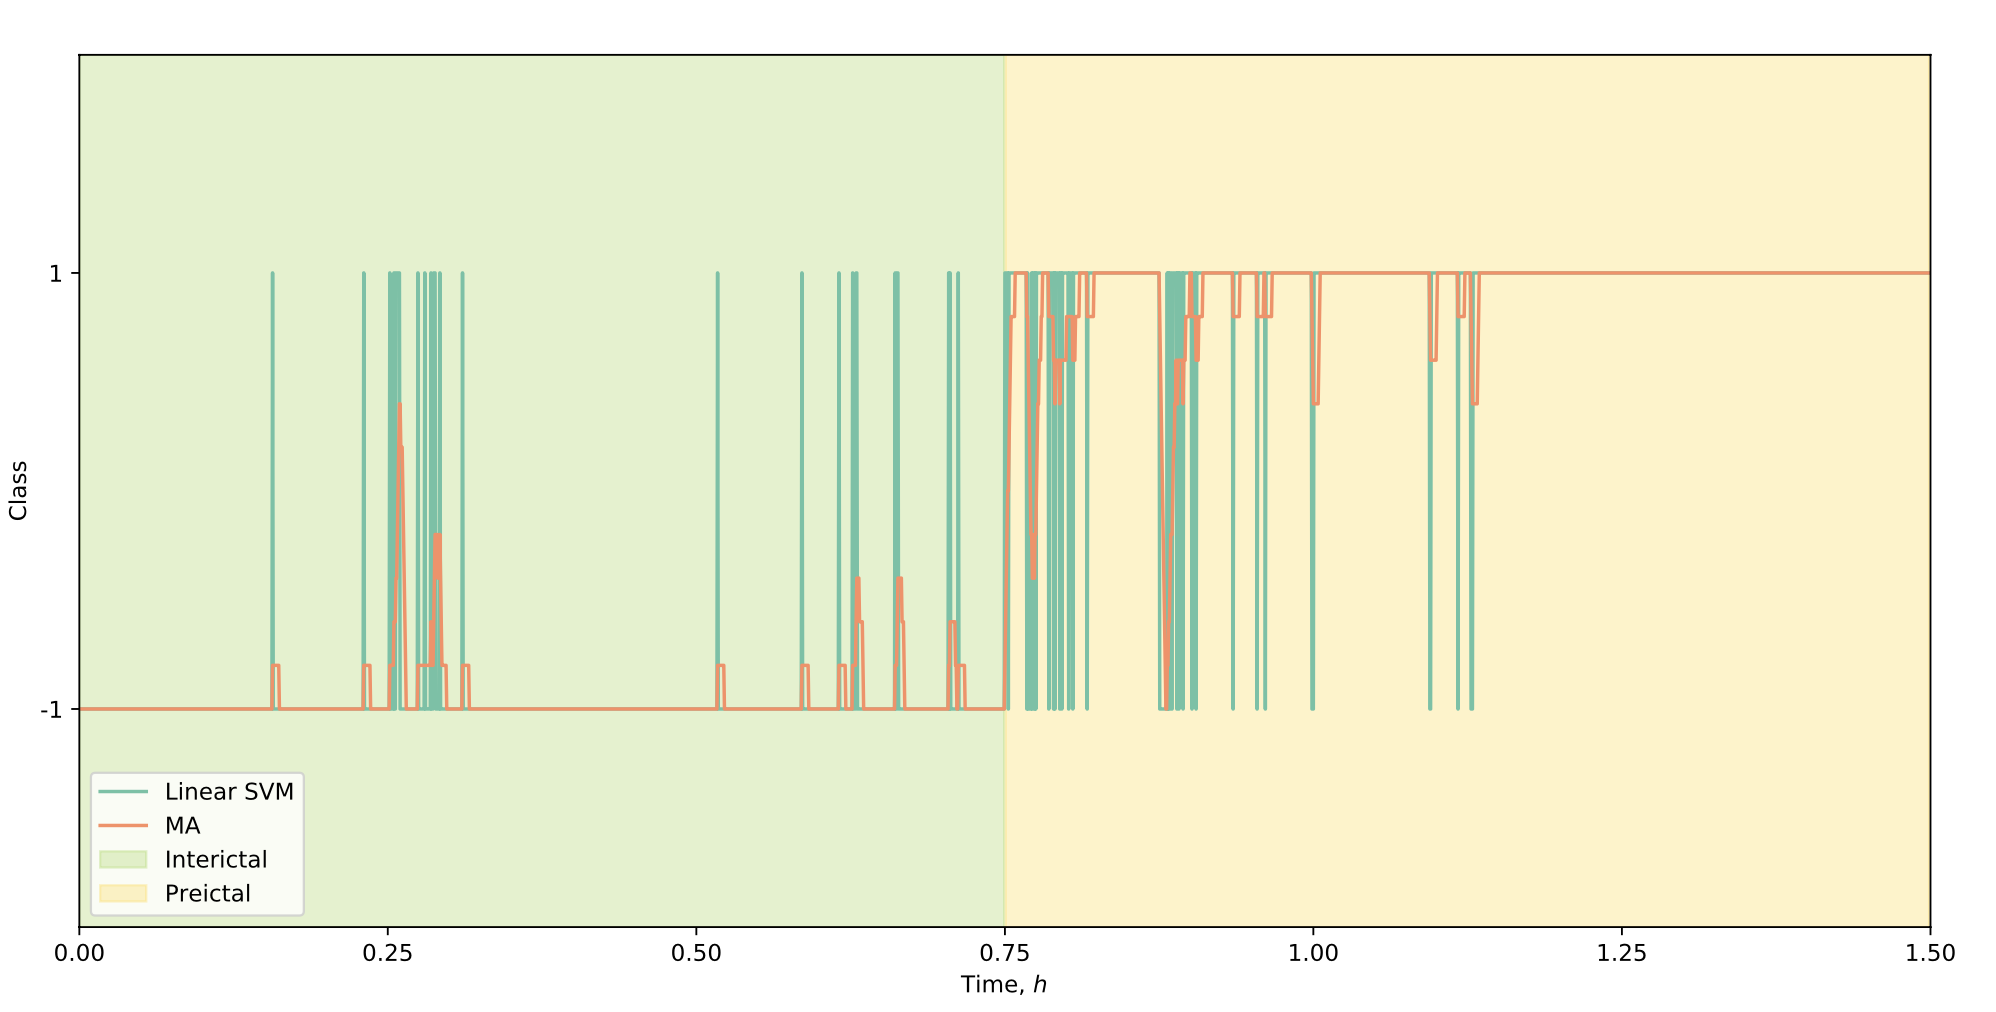 Class
1
-1
Linear SVM
MA
Interictal
Preictal
0.00 0.25 0.50 0.75 1.00 1.25 1.50
Time, h